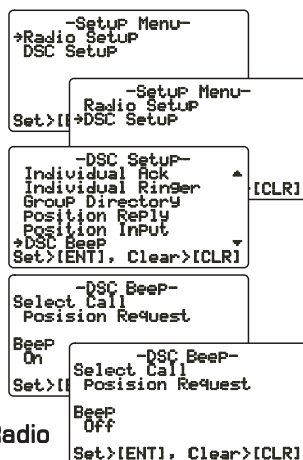 -Setup Menu-
→Radio Setup
DSC Setup
Set>[E
-Setup Menu-
Radio Setup
→DSC Setup
[CLR]
-DSC Setup-
Individual Ack ▲
Individual Ringer
Group Directory
Position Reply
Position Input
→DSC Beep ▼
Set>[ENT], Clear>[CLR]
-DSC Beep-
Select Call
Posision Request
Beep
On
Set>[E
-DSC Beep-
Select Call
Posision Request
Beep
Off
Set>[ENT], Clear>[CLR]
Radio